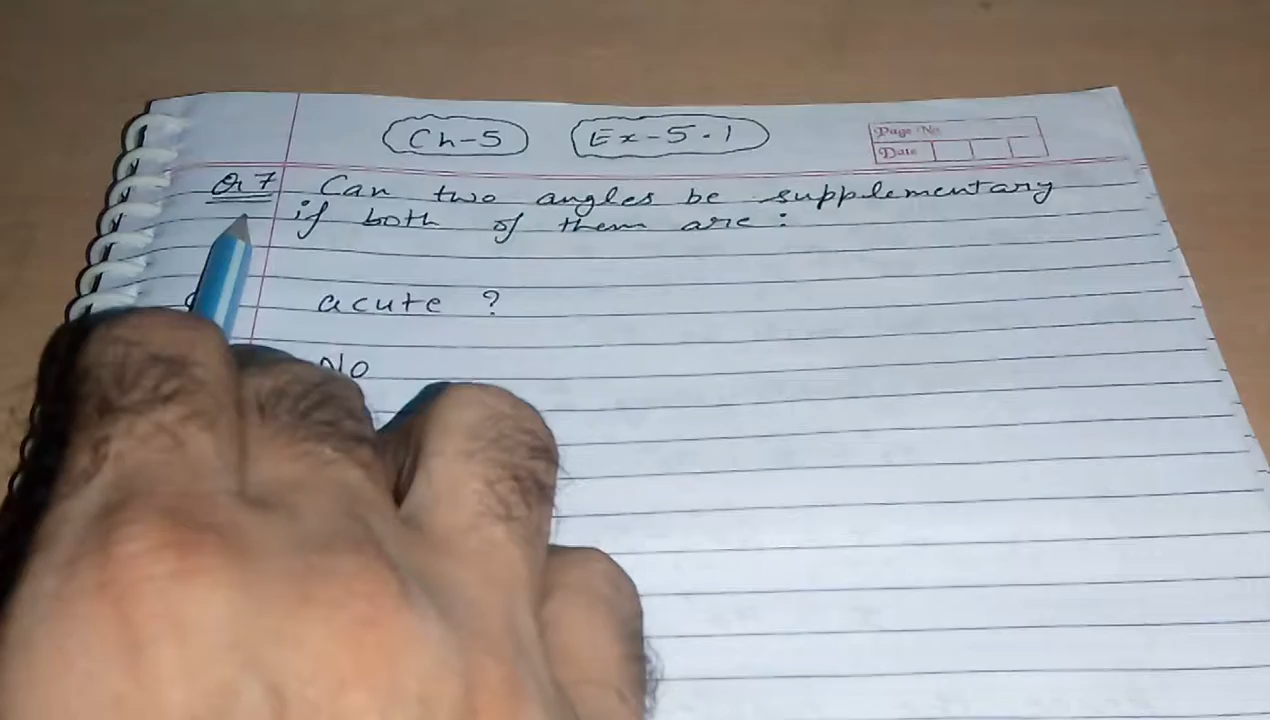 Ch-5 Ex-5.1
Page No.
Date
Q.7 Can two angles be supplementary
if both of them are:
acute ?
No